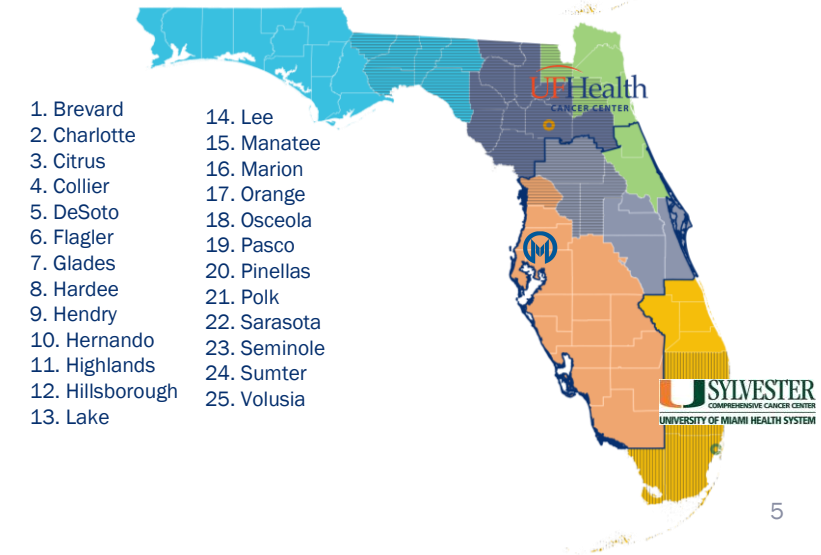 1. Brevard
2. Charlotte
3. Citrus
4. Collier
5. DeSoto
6. Flagler
7. Glades
8. Hardee
9. Hendry
10. Hernando
11. Highlands
12. Hillsborough
13. Lake
14. Lee
15. Manatee
16. Marion
17. Orange
18. Osceola
19. Pasco
20. Pinellas
21. Polk
22. Sarasota
23. Seminole
24. Sumter
25. Volusia
UFHealth
CANCER CENTER
M
U SYLVESTER
COMPREHENSIVE CANCER CENTER
UNIVERSITY OF MIAMI HEALTH SYSTEM
5